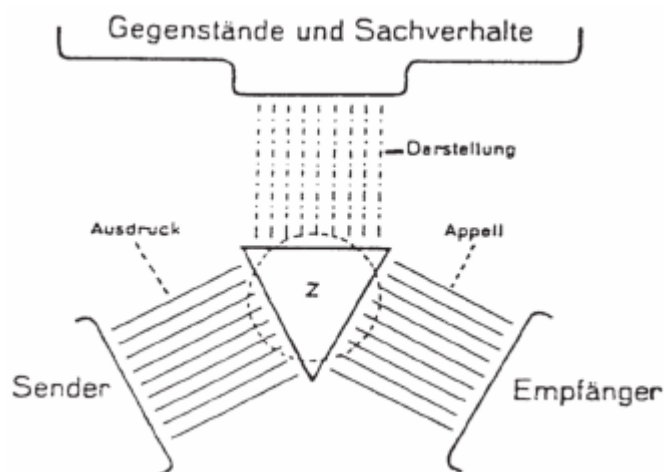 Gegenstände und Sachverhalte
Darstellung
Ausdruck
Appell
Z
Sender
Empfänger